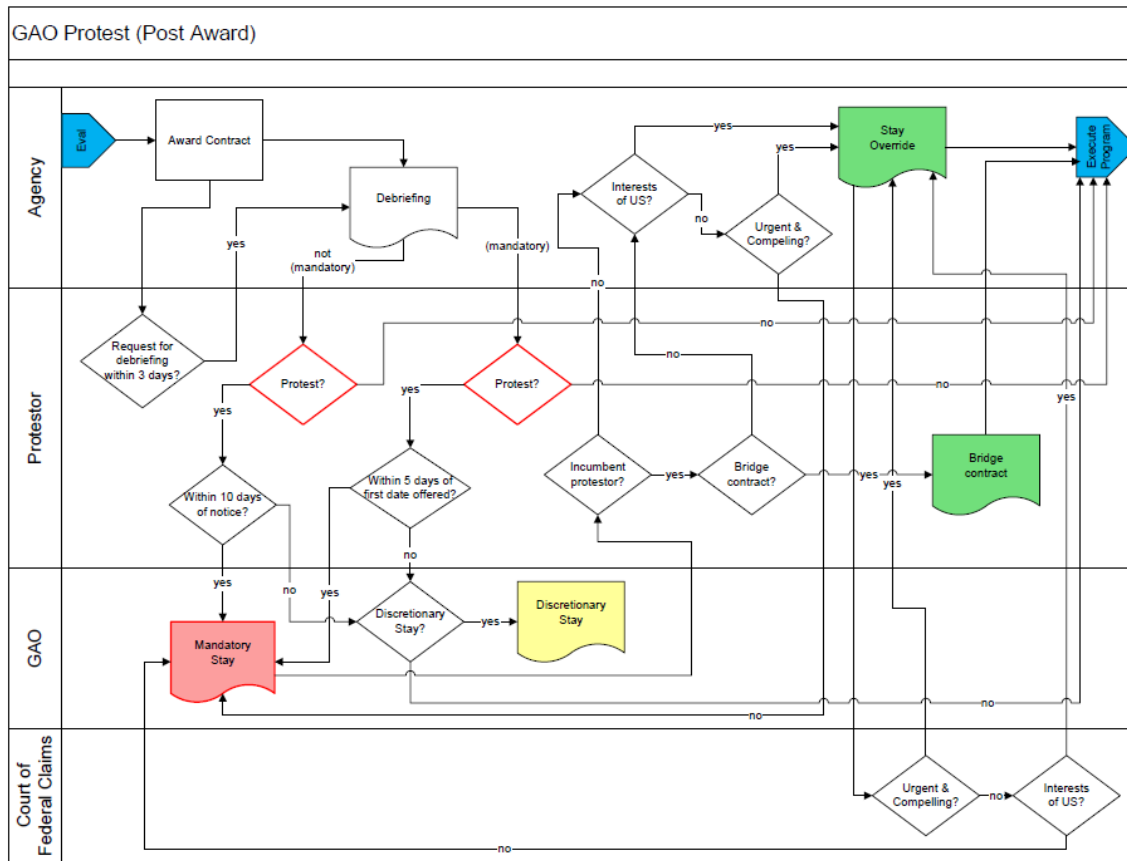 GAO Protest (Post Award)
Agency
Eval
Award Contract
Debriefing
yes
not
(mandatory)
(mandatory)
Interests
of US?
yes
no
Urgent &
Compeling?
yes
Stay
Override
Execute
Program
Protestor
Request for
debriefing
within 3 days?
Protest?
yes
no
Protest?
yes
no
no
no
Within 10 days
of notice?
yes
no
Within 5 days of
first date offered?
yes
no
Incumbent
protestor?
yes
Bridge
contract?
yes
yes
Bridge
contract
yes
GAO
Mandatory
Stay
Discretionary
Stay?
yes
Discretionary
Stay
no
no
Court of
Federal Claims
Urgent &
Compelling?
no
Interests
of US?
no